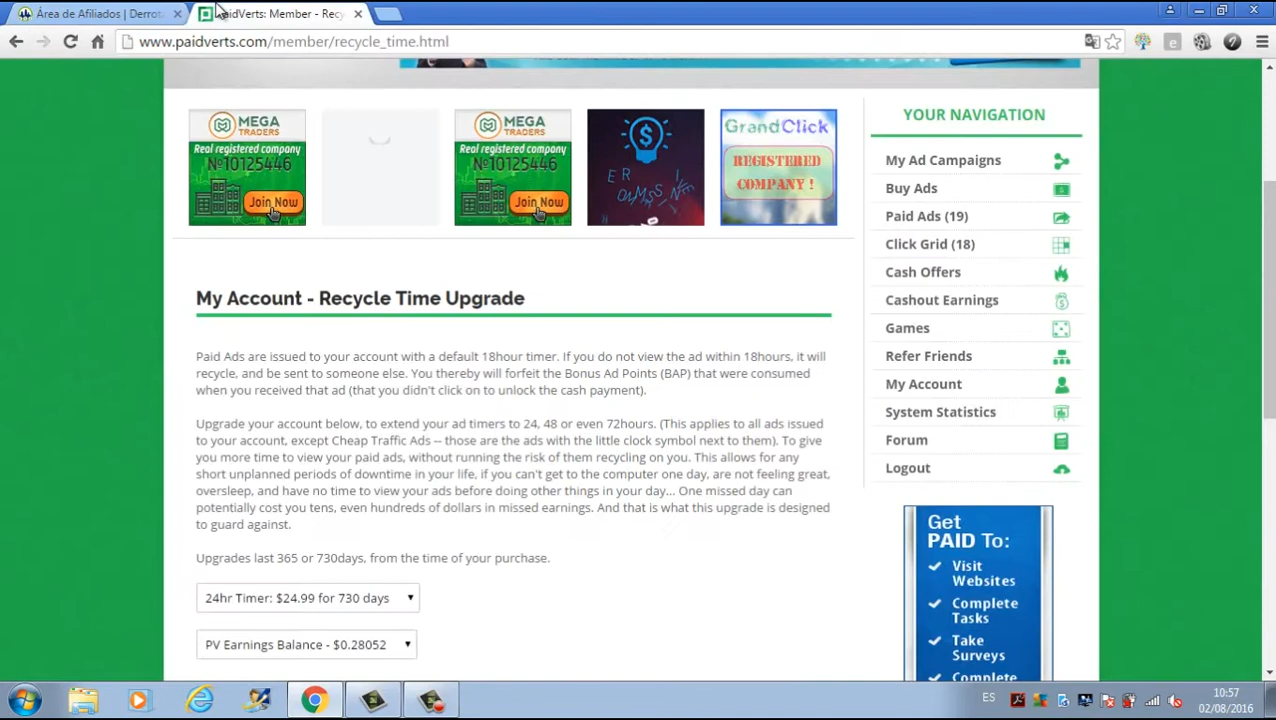 Área de Afiliados | Derrot
PaidVerts: Member - Recy
www.paidverts.com/member/recycle_time.html
MEGA
TRADERS
Real registered company
№10125446
Join Now
MEGA
TRADERS
Real registered company
№10125446
Join Now
GrandClick
REGISTERED
COMPANY !
My Account - Recycle Time Upgrade
Paid Ads are issued to your account with a default 18hour timer. If you do not view the ad within 18hours, it will
recycle, and be sent to someone else. You thereby will forfeit the Bonus Ad Points (BAP) that were consumed
when you received that ad (that you didn't click on to unlock the cash payment).
Upgrade your account below, to extend your ad timers to 24, 48 or even 72hours. (This applies to all ads issued
to your account, except Cheap Traffic Ads -- those are the ads with the little clock symbol next to them). To give
you more time to view your paid ads, without running the risk of them recycling on you. This allows for any
short unplanned periods of downtime in your life, if you can't get to the computer one day, are not feeling great,
oversleep, and have no time to view your ads before doing other things in your day... One missed day can
potentially cost you tens, even hundreds of dollars in missed earnings. And that is what this upgrade is designed
to guard against.
Upgrades last 365 or 730days, from the time of your purchase.
24hr Timer: $24.99 for 730 days
PV Earnings Balance - $0.28052
YOUR NAVIGATION
My Ad Campaigns
Buy Ads
Paid Ads (19)
Click Grid (18)
Cash Offers
Cashout Earnings
Games
Refer Friends
My Account
System Statistics
Forum
Logout
Get
PAID To:
Visit
Websites
Complete
Tasks
Take
Surveys
Complete
ES
10:57
02/08/2016